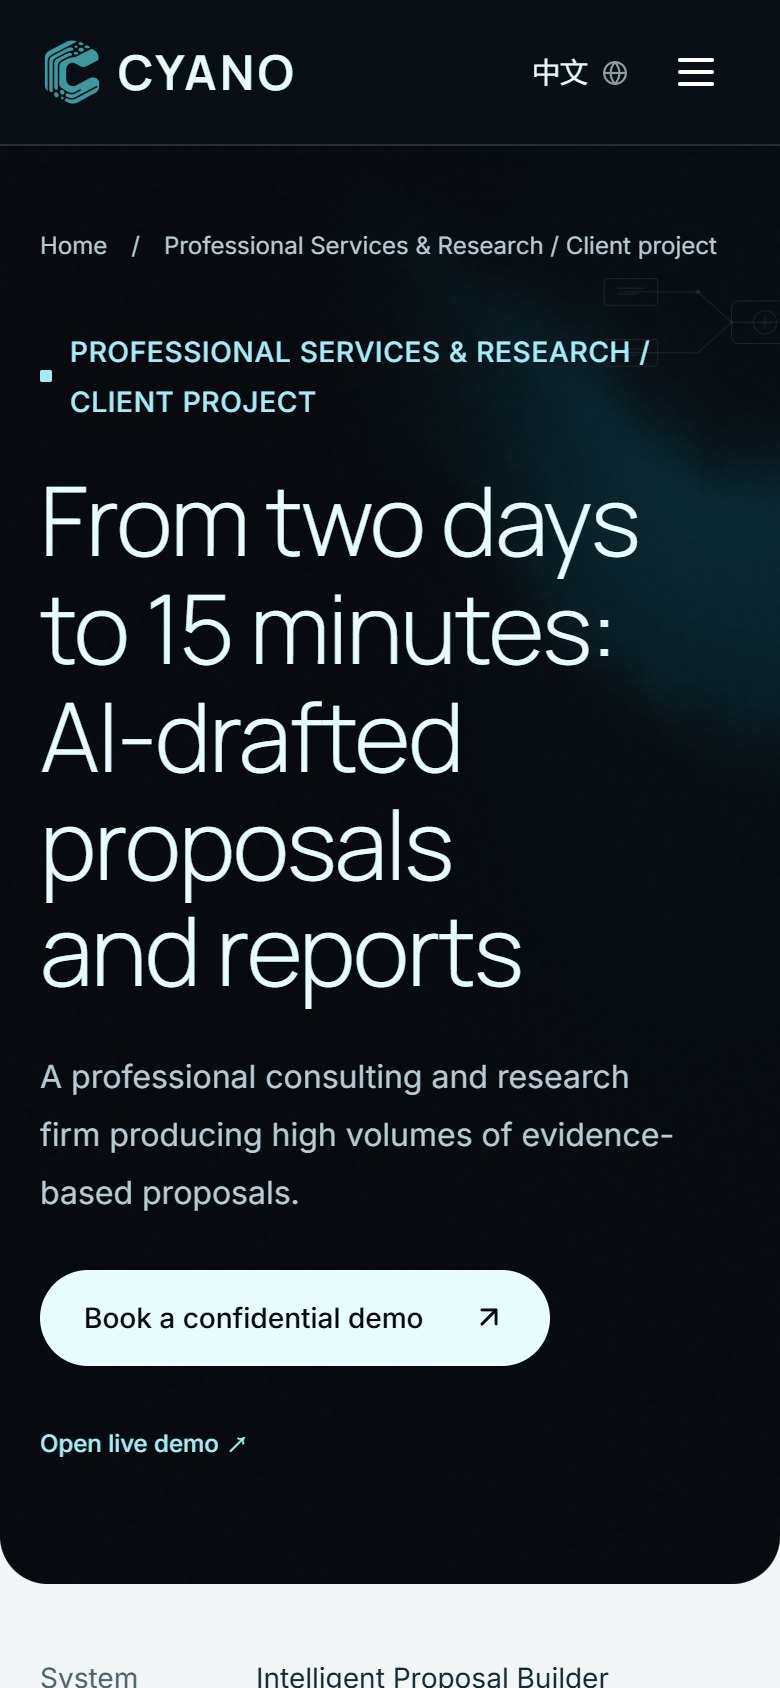 CYANO
中文
Home / Professional Services & Research / Client project
PROFESSIONAL SERVICES & RESEARCH /
CLIENT PROJECT
From two days
to 15 minutes:
AI-drafted
proposals
and reports
A professional consulting and research
firm producing high volumes of evidence-
based proposals.
Book a confidential demo
Open live demo ↗
System Intelligent Proposal Builder